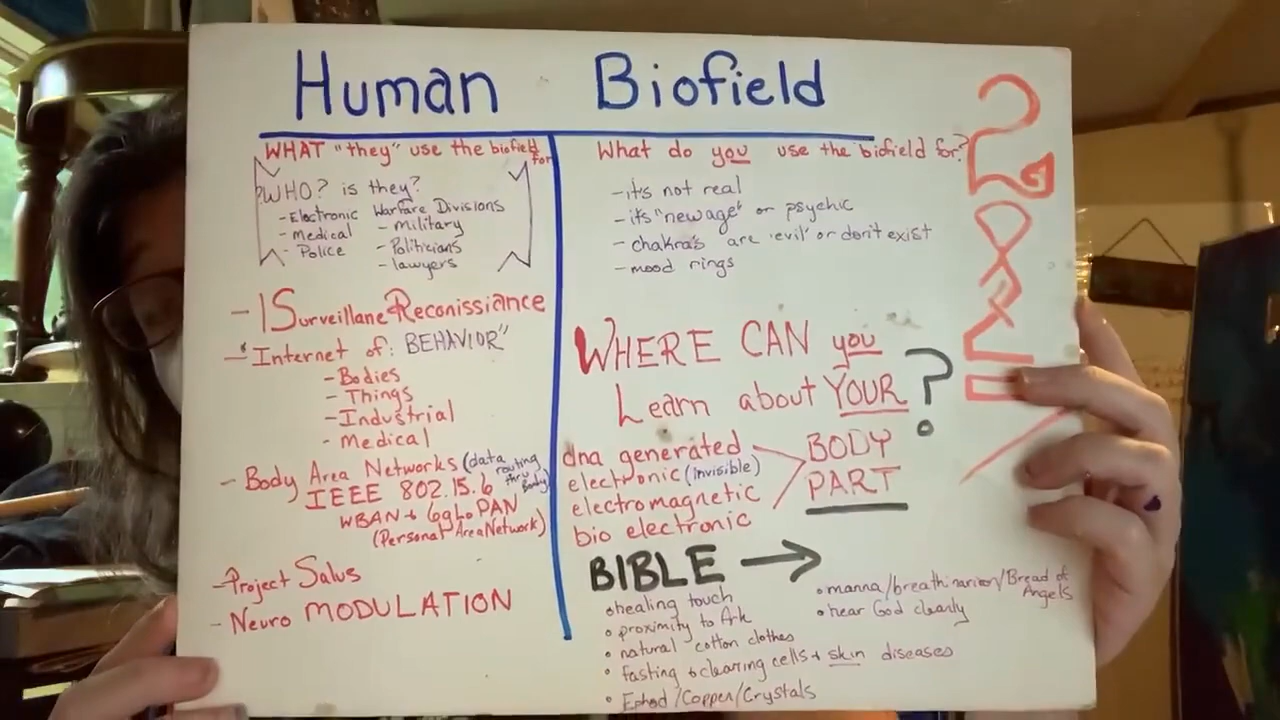 Human Biofield
WHAT "they" use the biofield for
?WHO? is they?
- Electronic Warfare Divisions
- medical - military
- Police - Politicians
- lawyers
- ISurveillane Reconissiance
- Internet of: BEHAVIOR"
- Bodies
- Things
- Industrial
- medical
- Body Area Networks (data routing thru Body)
IEEE 802.15.6
WBAN + 6gLoPAN
(Personal Area Network)
- Project Salus
- Neuro MODULATION
What do you use the biofield for?
- it's not real
- its "new age" or psychic
- chakra's are 'evil' or don't exist
- mood rings
WHERE CAN you
Learn about YOUR ?
dna generated
electronic (invisible)
electromagnetic
bio electronic
BODY
PART
BIBLE →
• healing touch
• proximity to Ark
• natural cotton clothes
• fasting + clearing cells + skin diseases
• Ephod/Copper/Crystals
• manna/breathinarion/Bread of Angels
• hear God clearly